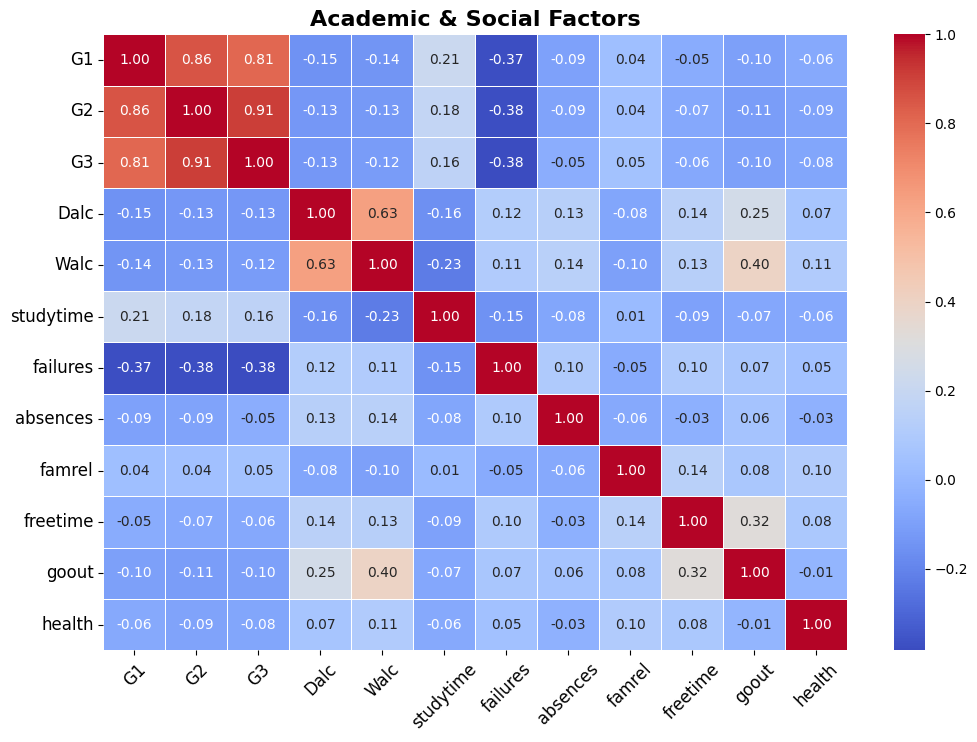 Academic & Social Factors
G1 1.00 0.86 0.81 -0.15 -0.14 0.21 -0.37 -0.09 0.04 -0.05 -0.10 -0.06
G2 0.86 1.00 0.91 -0.13 -0.13 0.18 -0.38 -0.09 0.04 -0.07 -0.11 -0.09
G3 0.81 0.91 1.00 -0.13 -0.12 0.16 -0.38 -0.05 0.05 -0.06 -0.10 -0.08
Dalc -0.15 -0.13 -0.13 1.00 0.63 -0.16 0.12 0.13 -0.08 0.14 0.25 0.07
Walc -0.14 -0.13 -0.12 0.63 1.00 -0.23 0.11 0.14 -0.10 0.13 0.40 0.11
studytime 0.21 0.18 0.16 -0.16 -0.23 1.00 -0.15 -0.08 0.01 -0.09 -0.07 -0.06
failures -0.37 -0.38 -0.38 0.12 0.11 -0.15 1.00 0.10 -0.05 0.10 0.07 0.05
absences -0.09 -0.09 -0.05 0.13 0.14 -0.08 0.10 1.00 -0.06 -0.03 0.06 -0.03
famrel 0.04 0.04 0.05 -0.08 -0.10 0.01 -0.05 -0.06 1.00 0.14 0.08 0.10
freetime -0.05 -0.07 -0.06 0.14 0.13 -0.09 0.10 -0.03 0.14 1.00 0.32 0.08
goout -0.10 -0.11 -0.10 0.25 0.40 -0.07 0.07 0.06 0.08 0.32 1.00 -0.01
health -0.06 -0.09 -0.08 0.07 0.11 -0.06 0.05 -0.03 0.10 0.08 -0.01 1.00
G1 G2 G3 Dalc Walc studytime failures absences famrel freetime goout health
1.0
0.8
0.6
0.4
0.2
0.0
−0.2